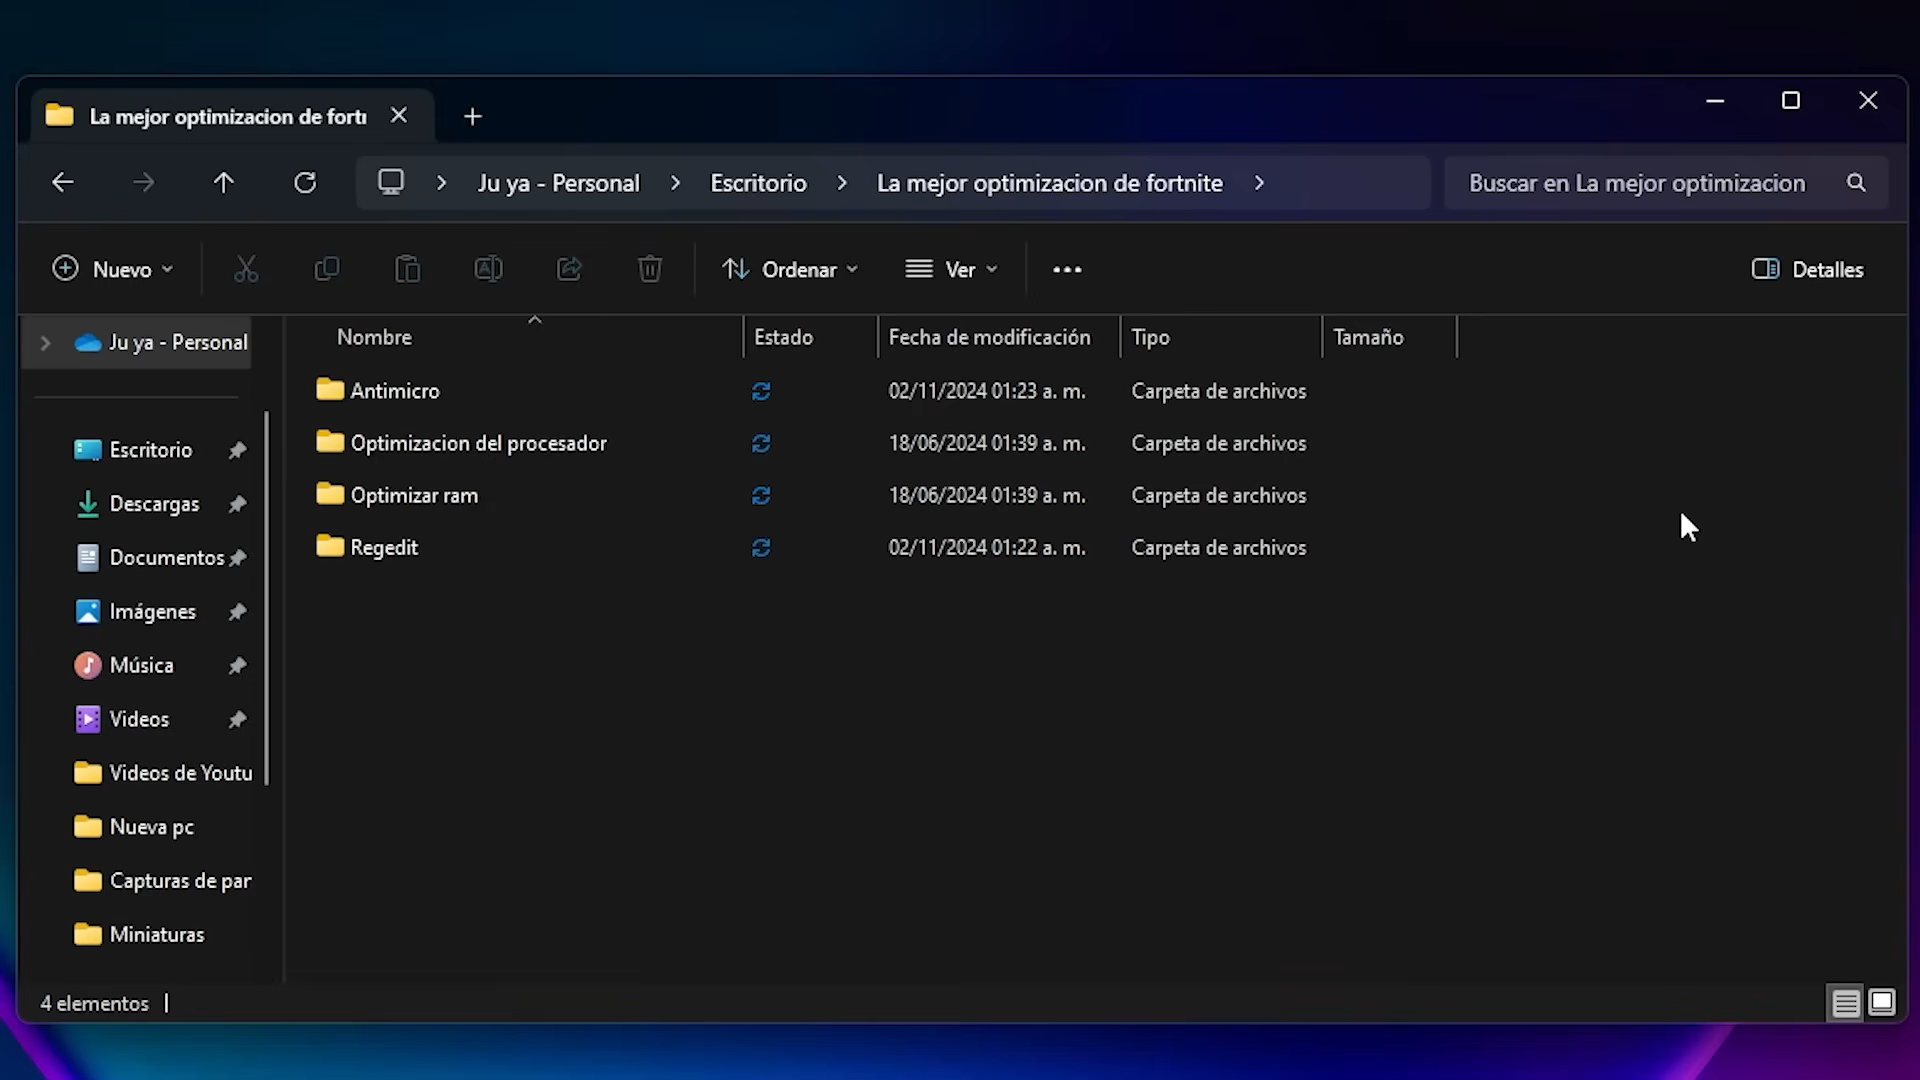 La mejor optimizacion de forti
Ju ya - Personal
Escritorio
La mejor optimizacion de fortnite
Buscar en La mejor optimizacion
Nuevo
Ordenar
Ver
Detalles
Ju ya - Personal
Escritorio
Descargas
Documentos
Imágenes
Música
Videos
Videos de Youtu
Nueva pc
Capturas de par
Miniaturas
Nombre Estado Fecha de modificación Tipo Tamaño
Antimicro 02/11/2024 01:23 a. m. Carpeta de archivos
Optimizacion del procesador 18/06/2024 01:39 a. m. Carpeta de archivos
Optimizar ram 18/06/2024 01:39 a. m. Carpeta de archivos
Regedit 02/11/2024 01:22 a. m. Carpeta de archivos
4 elementos